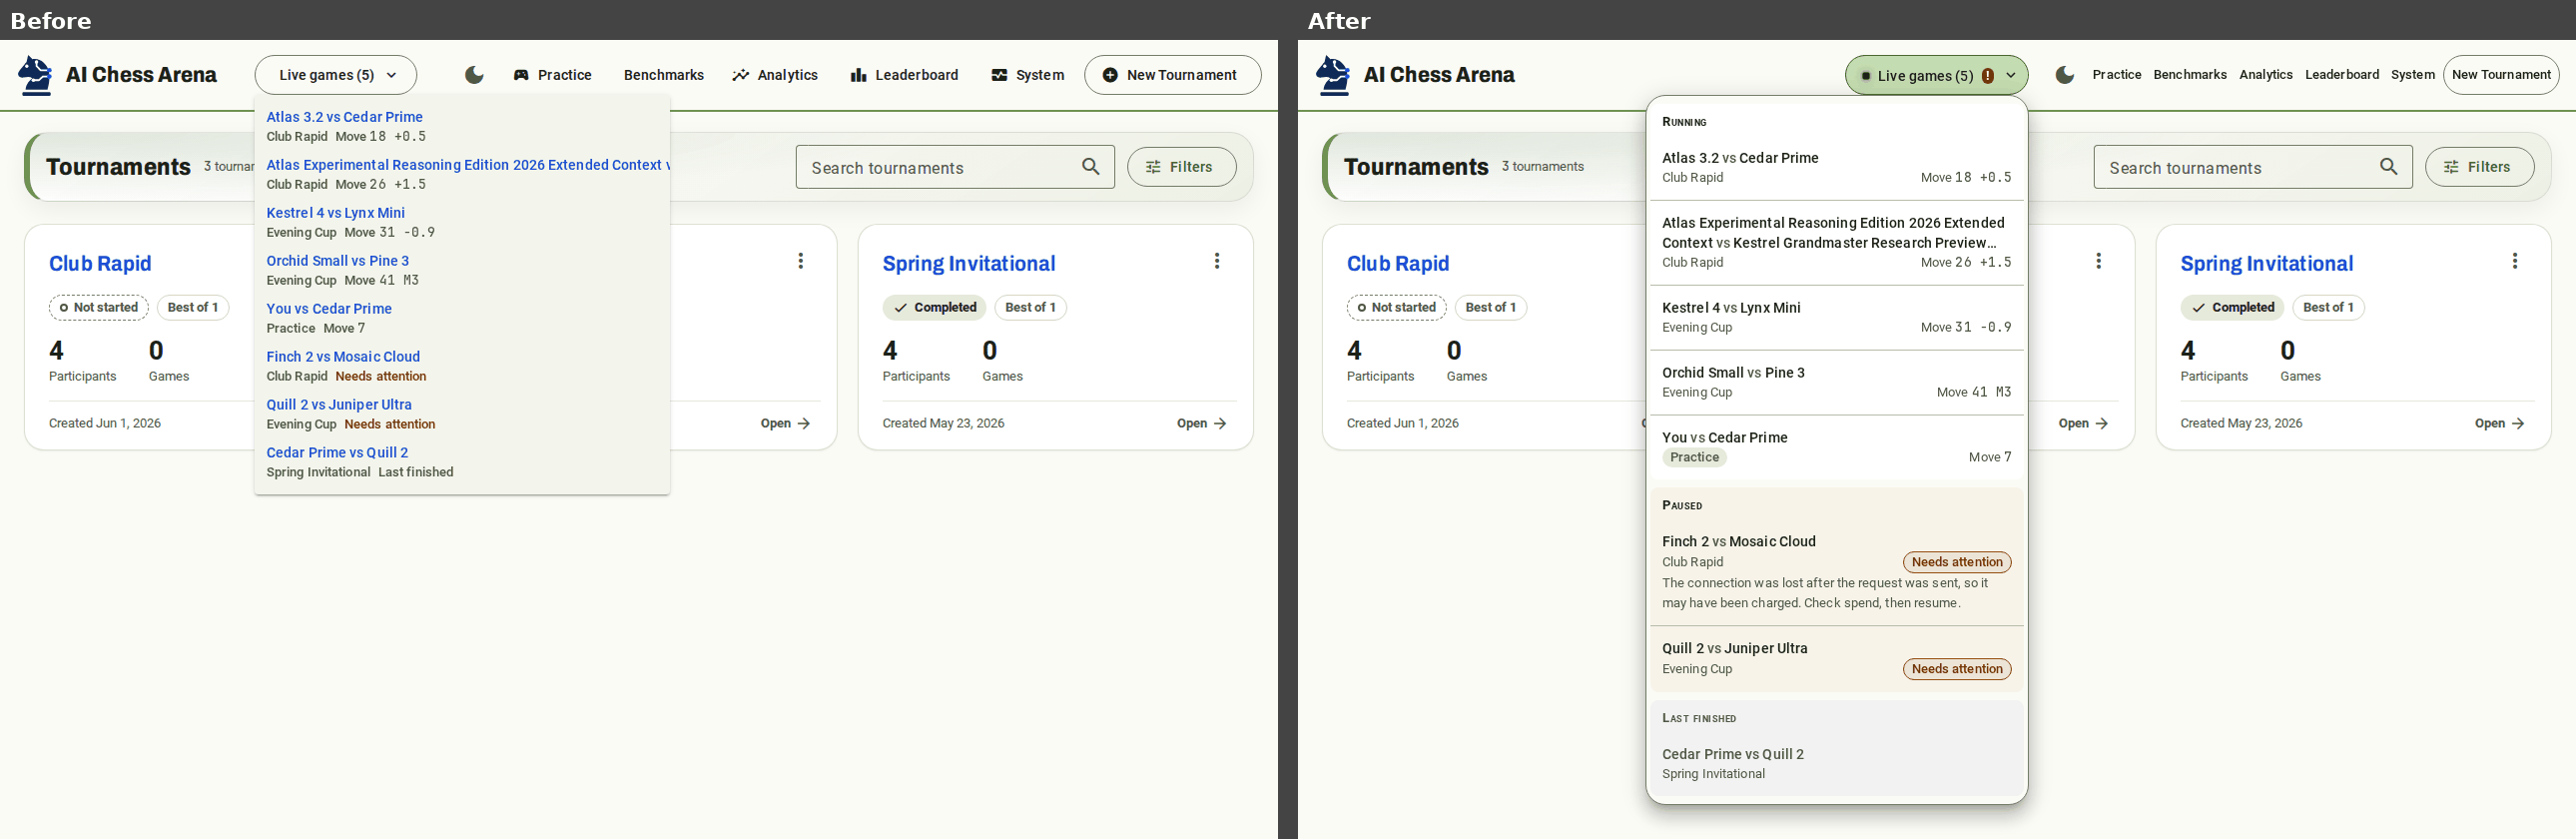 Before
AI Chess Arena
Live games (5)
Practice
Benchmarks
Analytics
Leaderboard
System
New Tournament
Atlas 3.2 vs Cedar Prime
Club Rapid Move 18 +0.5
Atlas Experimental Reasoning Edition 2026 Extended Context v
Club Rapid Move 26 +1.5
Kestrel 4 vs Lynx Mini
Evening Cup Move 31 -0.9
Orchid Small vs Pine 3
Evening Cup Move 41 M3
You vs Cedar Prime
Practice Move 7
Finch 2 vs Mosaic Cloud
Club Rapid Needs attention
Quill 2 vs Juniper Ultra
Evening Cup Needs attention
Cedar Prime vs Quill 2
Spring Invitational Last finished
Tournaments 3 tournar
Search tournaments
Filters
Club Rapid
Not started Best of 1
4 0
Participants Games
Created Jun 1, 2026
Open
Spring Invitational
Completed Best of 1
4 0
Participants Games
Created May 23, 2026 Open
After
AI Chess Arena
Live games (5) !
Practice
Benchmarks
Analytics
Leaderboard
System
New Tournament
Running
Atlas 3.2 vs Cedar Prime
Club Rapid Move 18 +0.5
Atlas Experimental Reasoning Edition 2026 Extended
Context vs Kestrel Grandmaster Research Preview…
Club Rapid Move 26 +1.5
Kestrel 4 vs Lynx Mini
Evening Cup Move 31 -0.9
Orchid Small vs Pine 3
Evening Cup Move 41 M3
You vs Cedar Prime
Practice Move 7
Paused
Finch 2 vs Mosaic Cloud
Club Rapid Needs attention
The connection was lost after the request was sent, so it
may have been charged. Check spend, then resume.
Quill 2 vs Juniper Ultra
Evening Cup Needs attention
Last finished
Cedar Prime vs Quill 2
Spring Invitational
Tournaments 3 tournaments
Search tournaments
Filters
Club Rapid
Not started Best of 1
4 0
Participants Games
Created Jun 1, 2026
Open
Spring Invitational
Completed Best of 1
4 0
Participants Games
Created May 23, 2026 Open